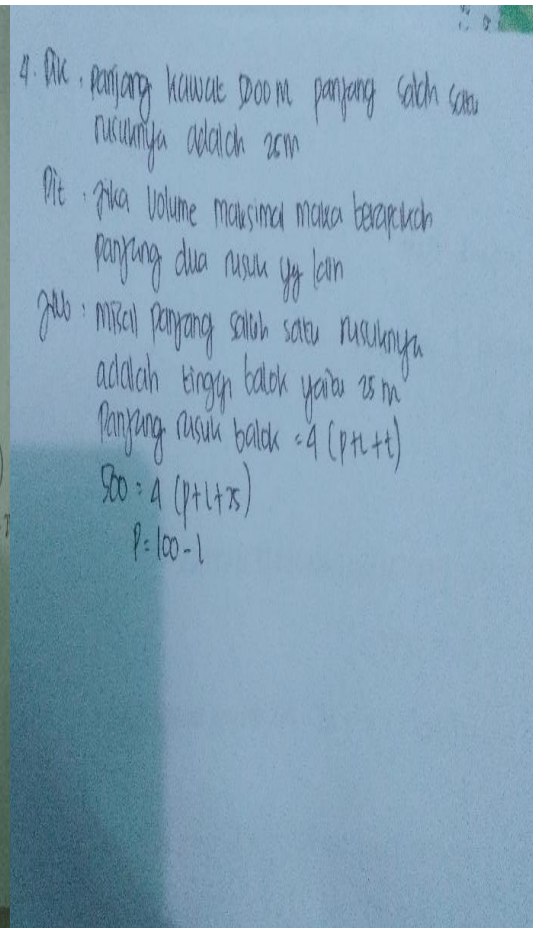 4. Dik : panjang kawat 500 m panjang salah satu
rusuknya adalah 25m
Dit : jika volume maksimal maka berapakah
panjang dua rusuk yg lain
Jwb : misal panjang salah satu rusuknya
adalah tinggi balok yaitu 25 m
Panjang rusuk balok = 4 (p+l+t)
500 = 4 (p+l+25)
P = 100 - l